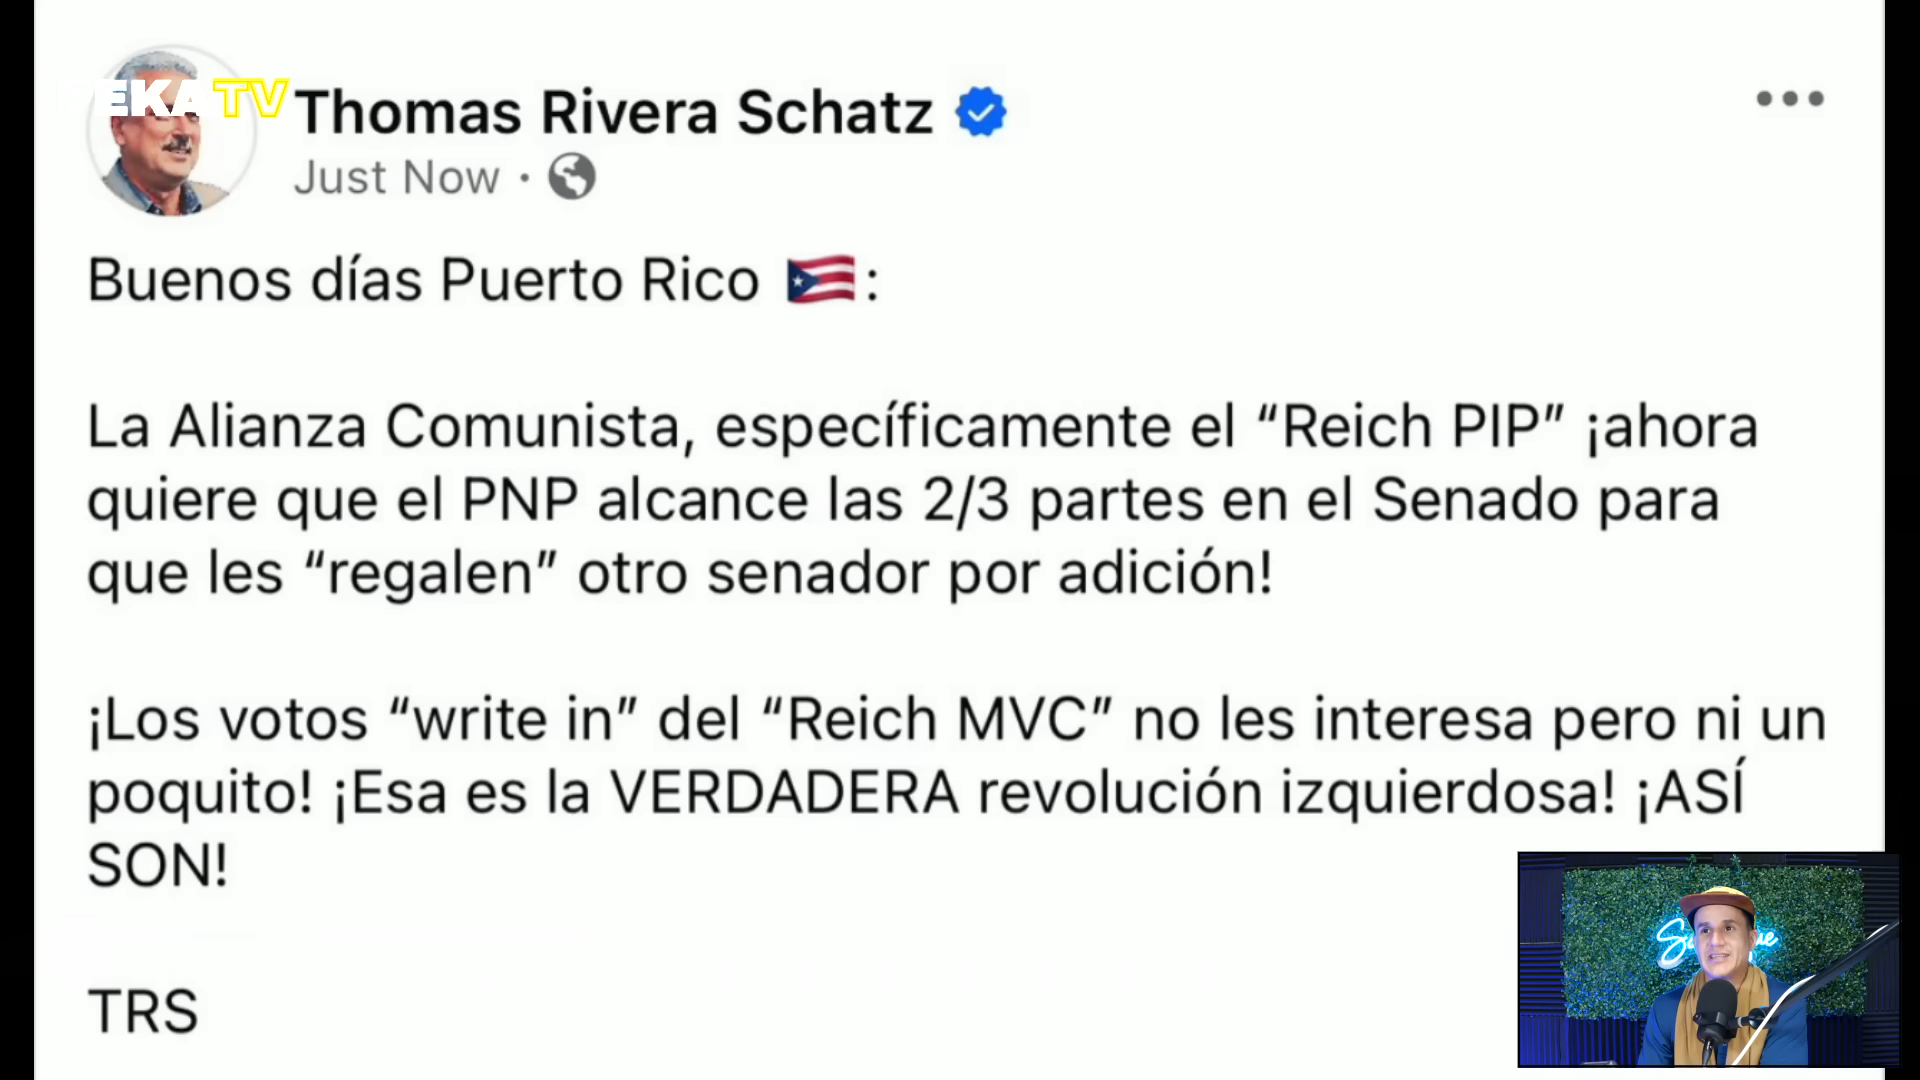 EKA TV
Thomas Rivera Schatz
Just Now ·
Buenos días Puerto Rico 🇵🇷:
La Alianza Comunista, específicamente el “Reich PIP” ¡ahora
quiere que el PNP alcance las 2/3 partes en el Senado para
que les “regalen” otro senador por adición!
¡Los votos “write in” del “Reich MVC” no les interesa pero ni un
poquito! ¡Esa es la VERDADERA revolución izquierdosa! ¡ASÍ
SON!
TRS